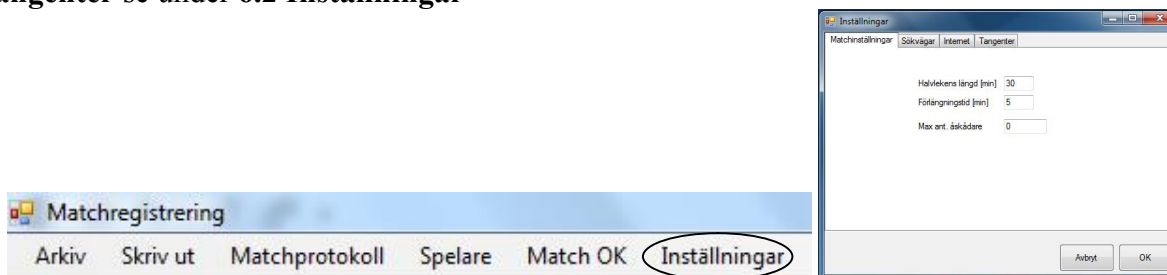 se under 6.2 Inställningar
Matchregistrering
Arkiv Skriv ut Matchprotokoll Spelare Match OK Inställningar
Inställningar
Matchinställningar Sökvägar Internet Tangenter
Halvlekens längd [min] 30
Förlängningstid [min] 5
Max ant. åskådare 0
Avbryt OK